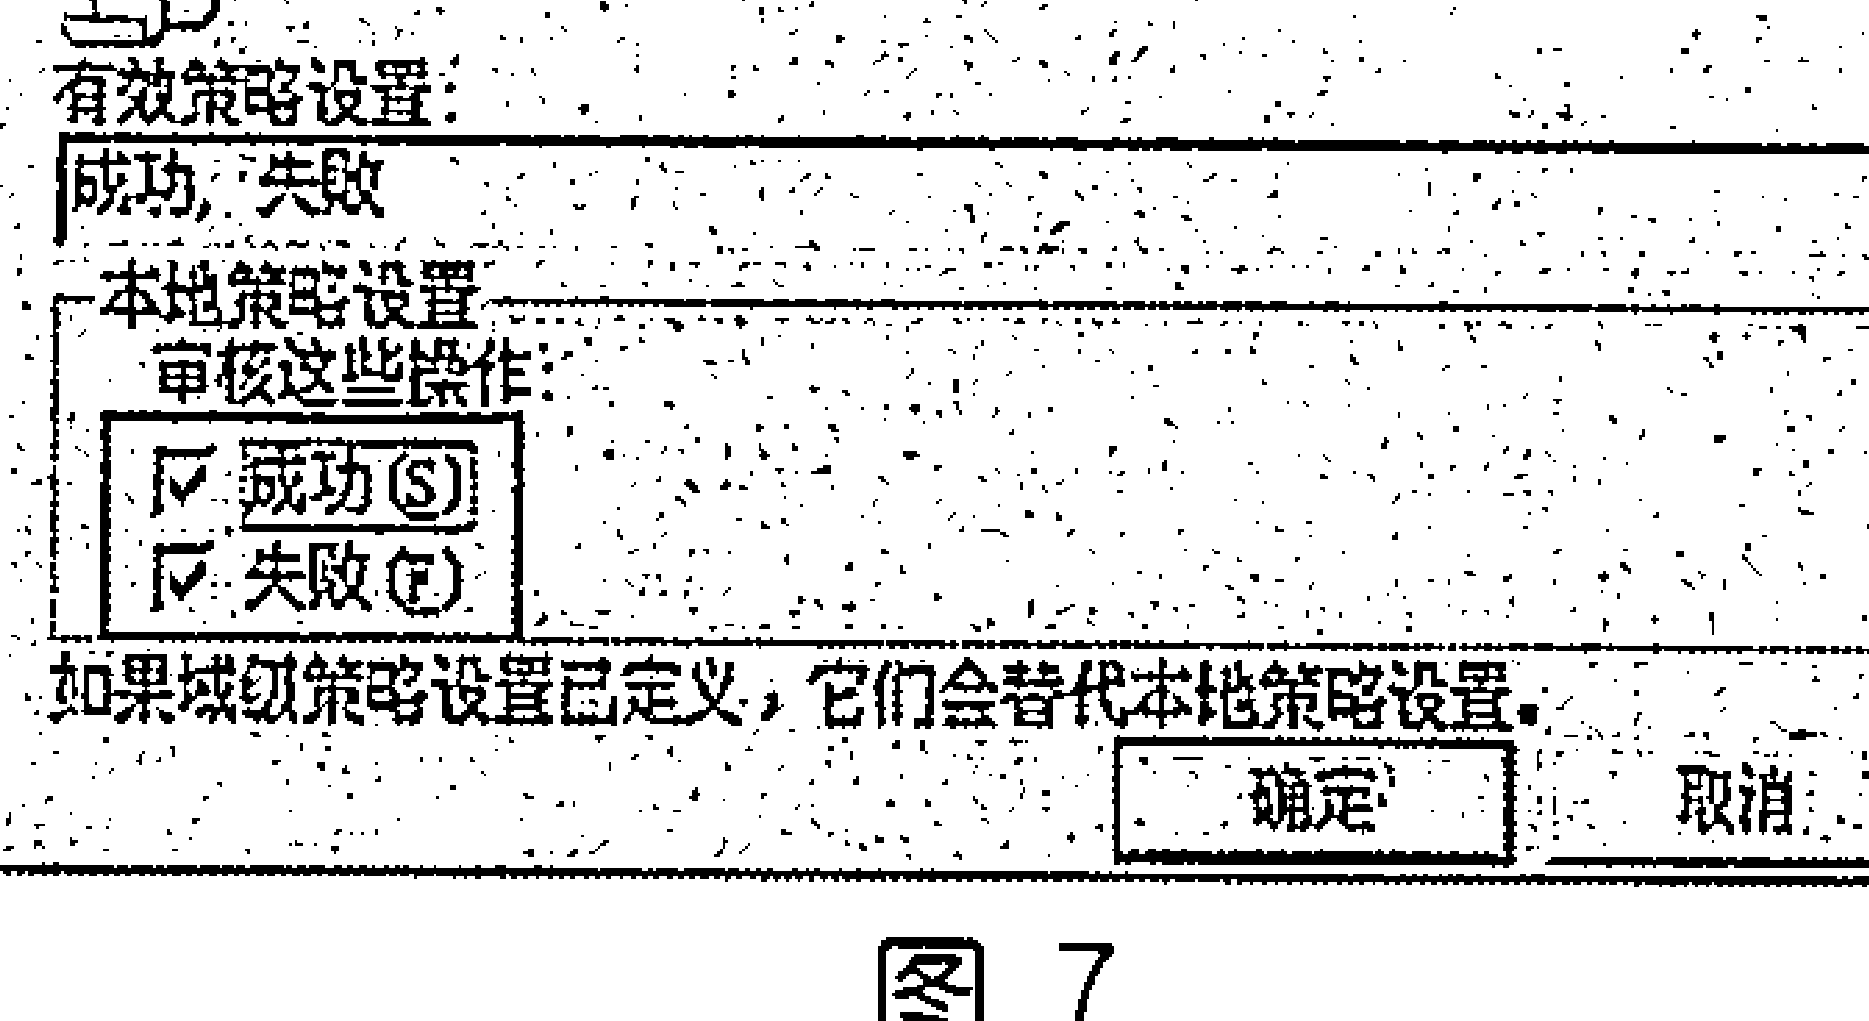 有效策略设置:
成功, 失败
本地策略设置
审核这些操作:
成功(S)
失败(F)
如果域级策略设置已定义，它们会替代本地策略设置。
确定 取消
图 7